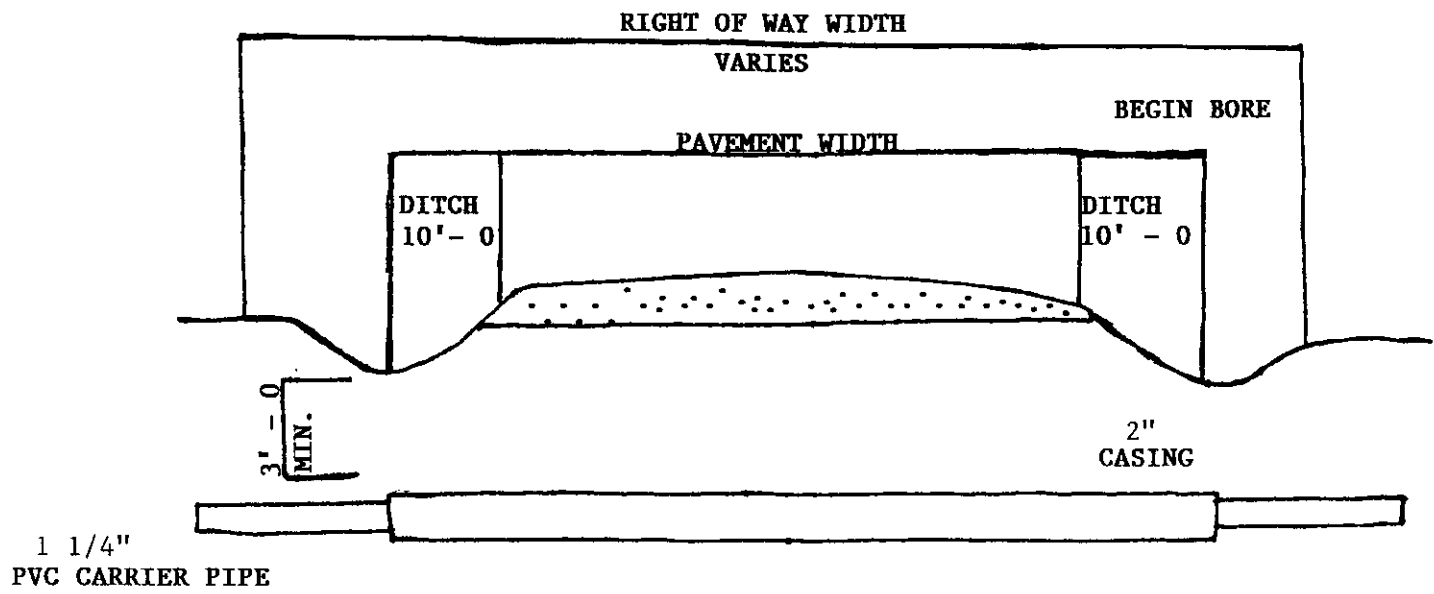 RIGHT OF WAY WIDTH
VARIES
BEGIN BORE
PAVEMENT WIDTH
DITCH
10'- 0
DITCH
10' - 0
3' - 0
MIN.
2"
CASING
1 1/4"
PVC CARRIER PIPE